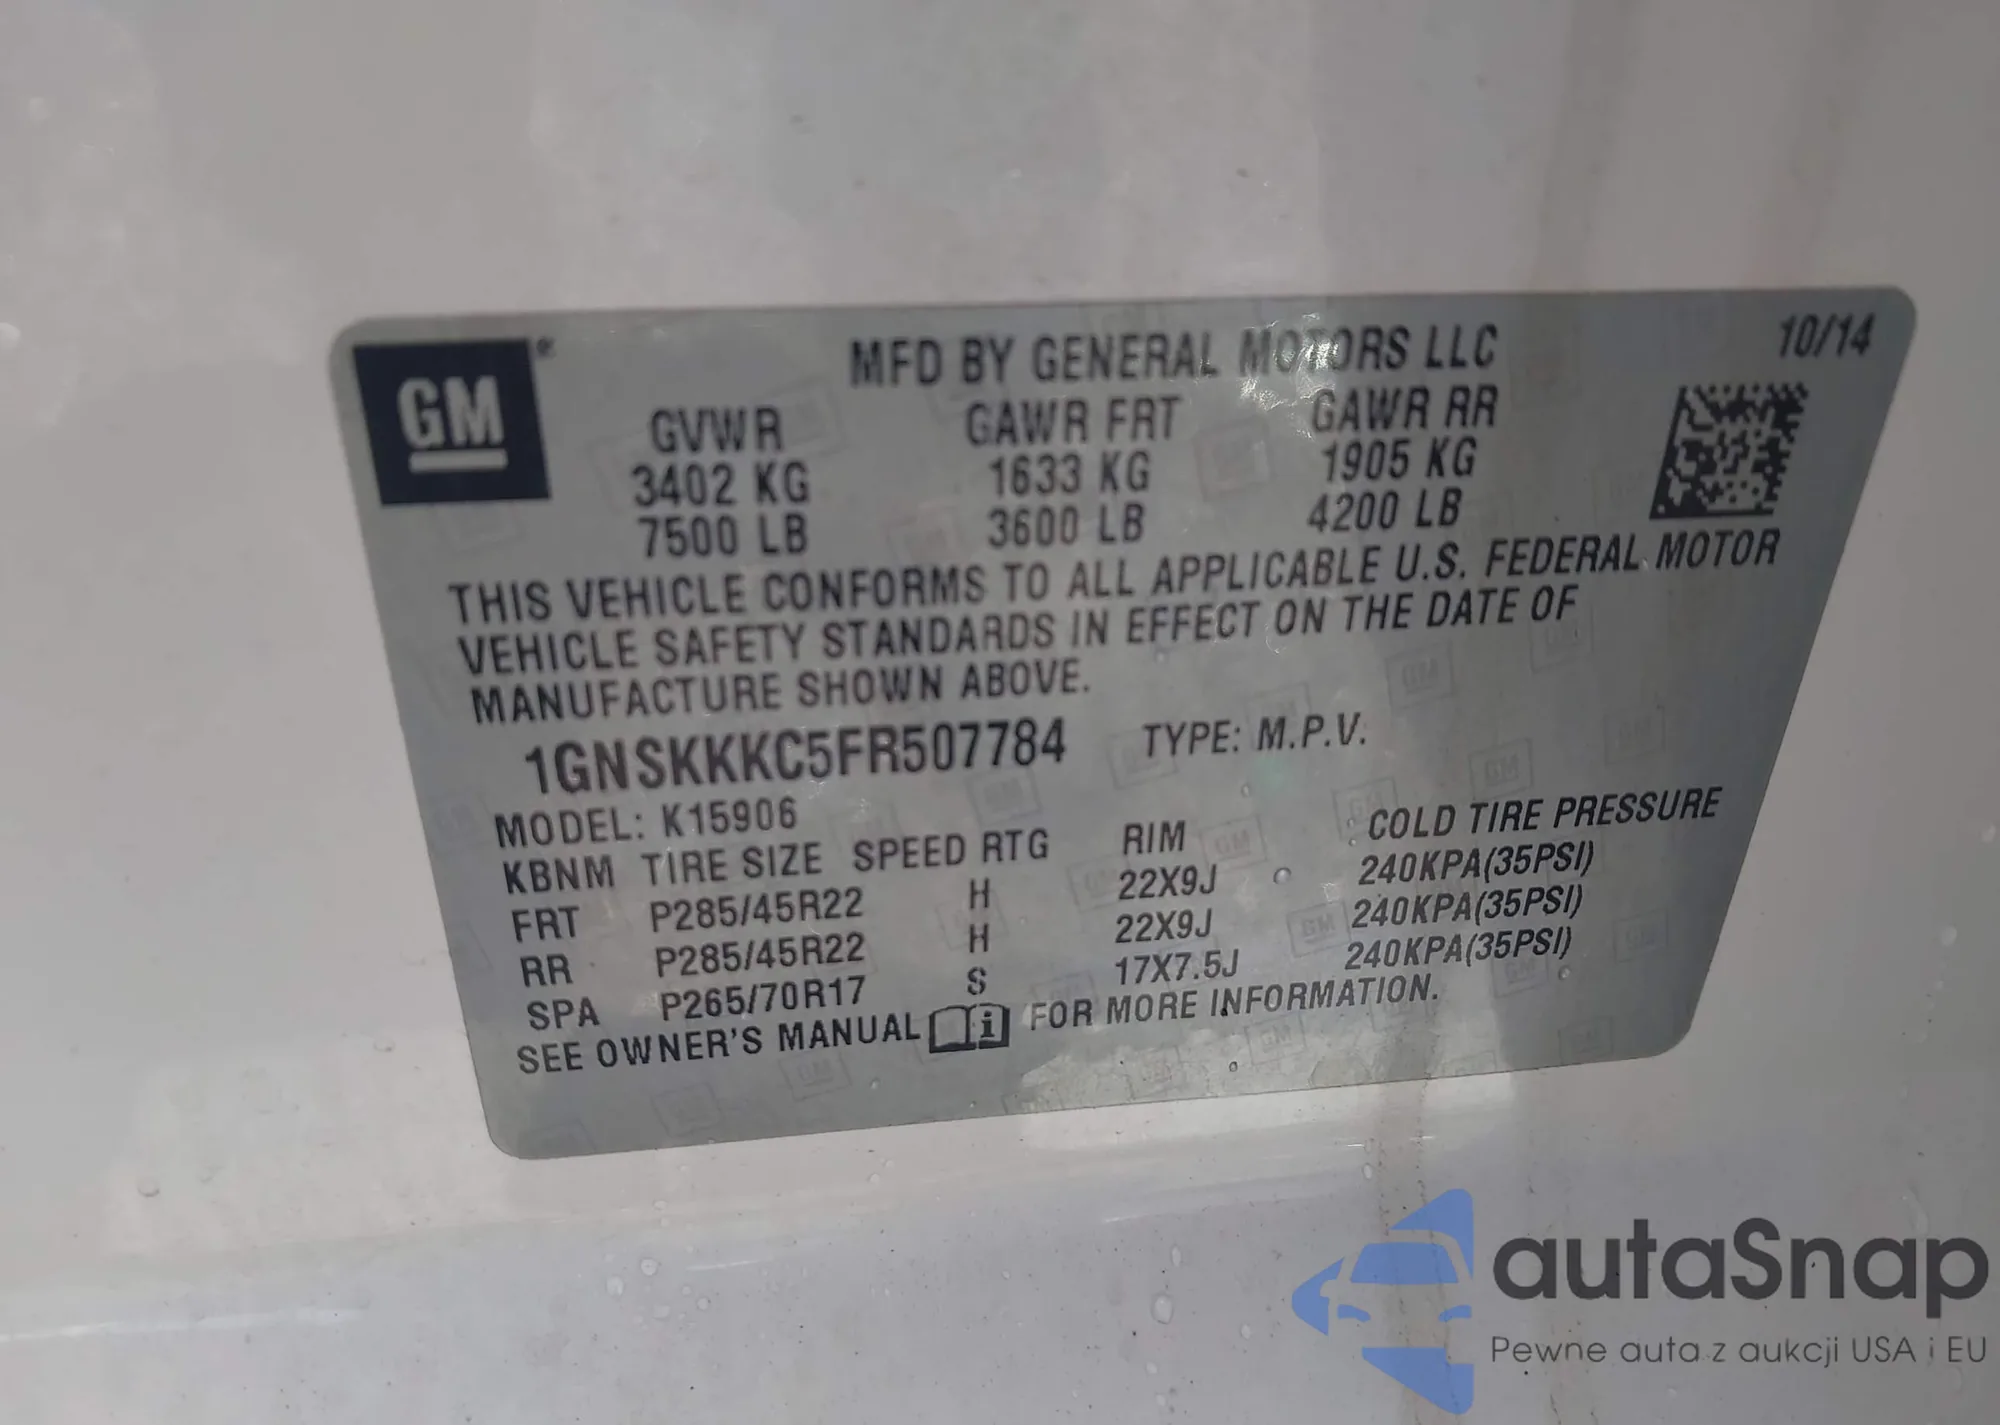 GM®
MFD BY GENERAL MOTORS LLC 10/14
GVWR GAWR FRT GAWR RR
3402 KG 1633 KG 1905 KG
7500 LB 3600 LB 4200 LB
THIS VEHICLE CONFORMS TO ALL APPLICABLE U.S. FEDERAL MOTOR
VEHICLE SAFETY STANDARDS IN EFFECT ON THE DATE OF
MANUFACTURE SHOWN ABOVE.
1GNSKKKC5FR507784 TYPE: M.P.V.
MODEL: K15906
KBNM TIRE SIZE SPEED RTG RIM COLD TIRE PRESSURE
FRT P285/45R22 H 22X9J 240KPA(35PSI)
RR P285/45R22 H 22X9J 240KPA(35PSI)
SPA P265/70R17 S 17X7.5J 240KPA(35PSI)
SEE OWNER'S MANUAL i FOR MORE INFORMATION.
autaSnap
Pewne auta z aukcji USA i EU